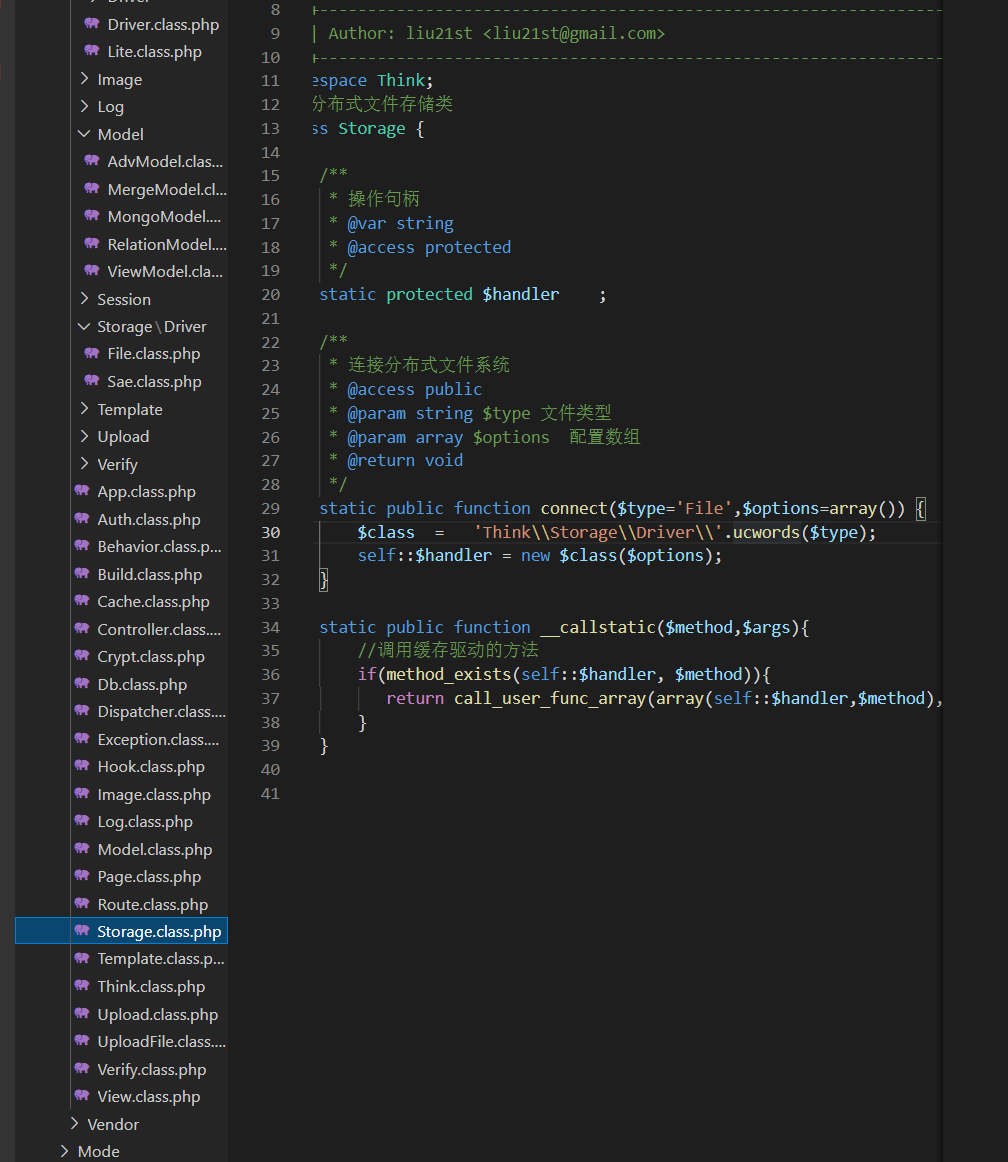 Driver
Driver.class.php
Lite.class.php
Image
Log
Model
AdvModel.clas...
MergeModel.cl...
MongoModel....
RelationModel....
ViewModel.cla...
Session
Storage\Driver
File.class.php
Sae.class.php
Template
Upload
Verify
App.class.php
Auth.class.php
Behavior.class.p...
Build.class.php
Cache.class.php
Controller.class....
Crypt.class.php
Db.class.php
Dispatcher.class....
Exception.class....
Hook.class.php
Image.class.php
Log.class.php
Model.class.php
Page.class.php
Route.class.php
Storage.class.php
Template.class.p...
Think.class.php
Upload.class.php
UploadFile.class....
Verify.class.php
View.class.php
Vendor
Mode
8 +----------------------------------------------------------------------
9 | Author: liu21st <liu21st@gmail.com>
10 +----------------------------------------------------------------------
11 espace Think;
12 分布式文件存储类
13 ss Storage {
14
15 /**
16 * 操作句柄
17 * @var string
18 * @access protected
19 */
20 static protected $handler    ;
21
22 /**
23 * 连接分布式文件系统
24 * @access public
25 * @param string $type 文件类型
26 * @param array $options  配置数组
27 * @return void
28 */
29 static public function connect($type='File',$options=array()) {
30 $class  =   'Think\\Storage\\Driver\\'.ucwords($type);
31 self::$handler = new $class($options);
32 }
33
34 static public function __callstatic($method,$args){
35 //调用缓存驱动的方法
36 if(method_exists(self::$handler, $method)){
37 return call_user_func_array(array(self::$handler,$method),
38 }
39 }
40
41